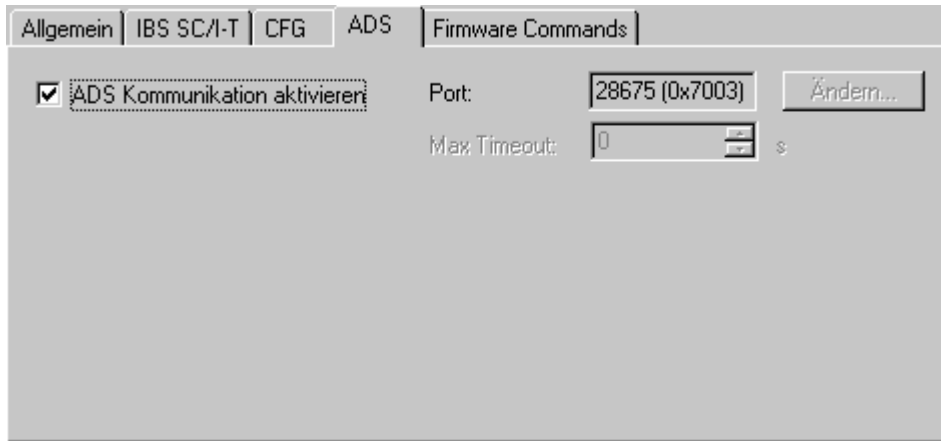 Allgemein IBS SC/I-T CFG ADS Firmware Commands
ADS Kommunikation aktivieren Port: 28675 (0x7003) Ändern...
Max Timeout: 0 s